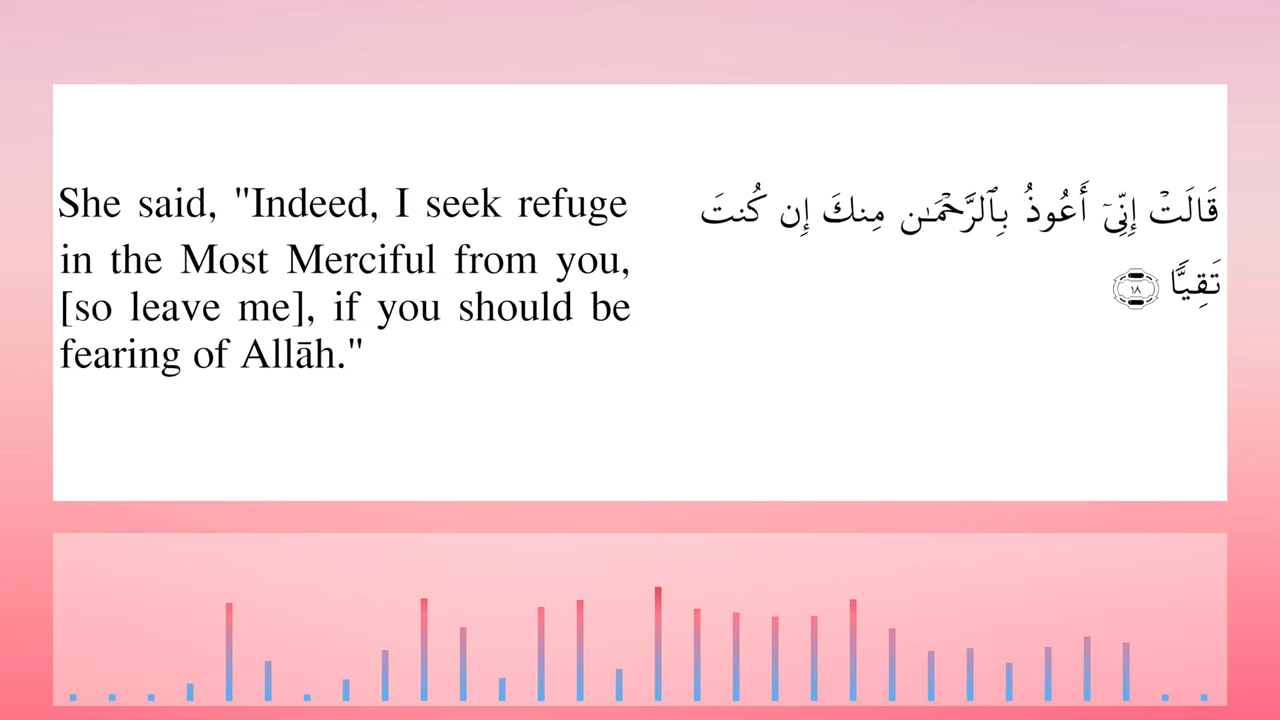 She said, "Indeed, I seek refuge
in the Most Merciful from you,
[so leave me], if you should be
fearing of Allāh."
قَالَتْ إِنِّىٓ أَعُوذُ بِٱلرَّحْمَـٰنِ مِنكَ إِن كُنتَ
تَقِيًّا ١٨